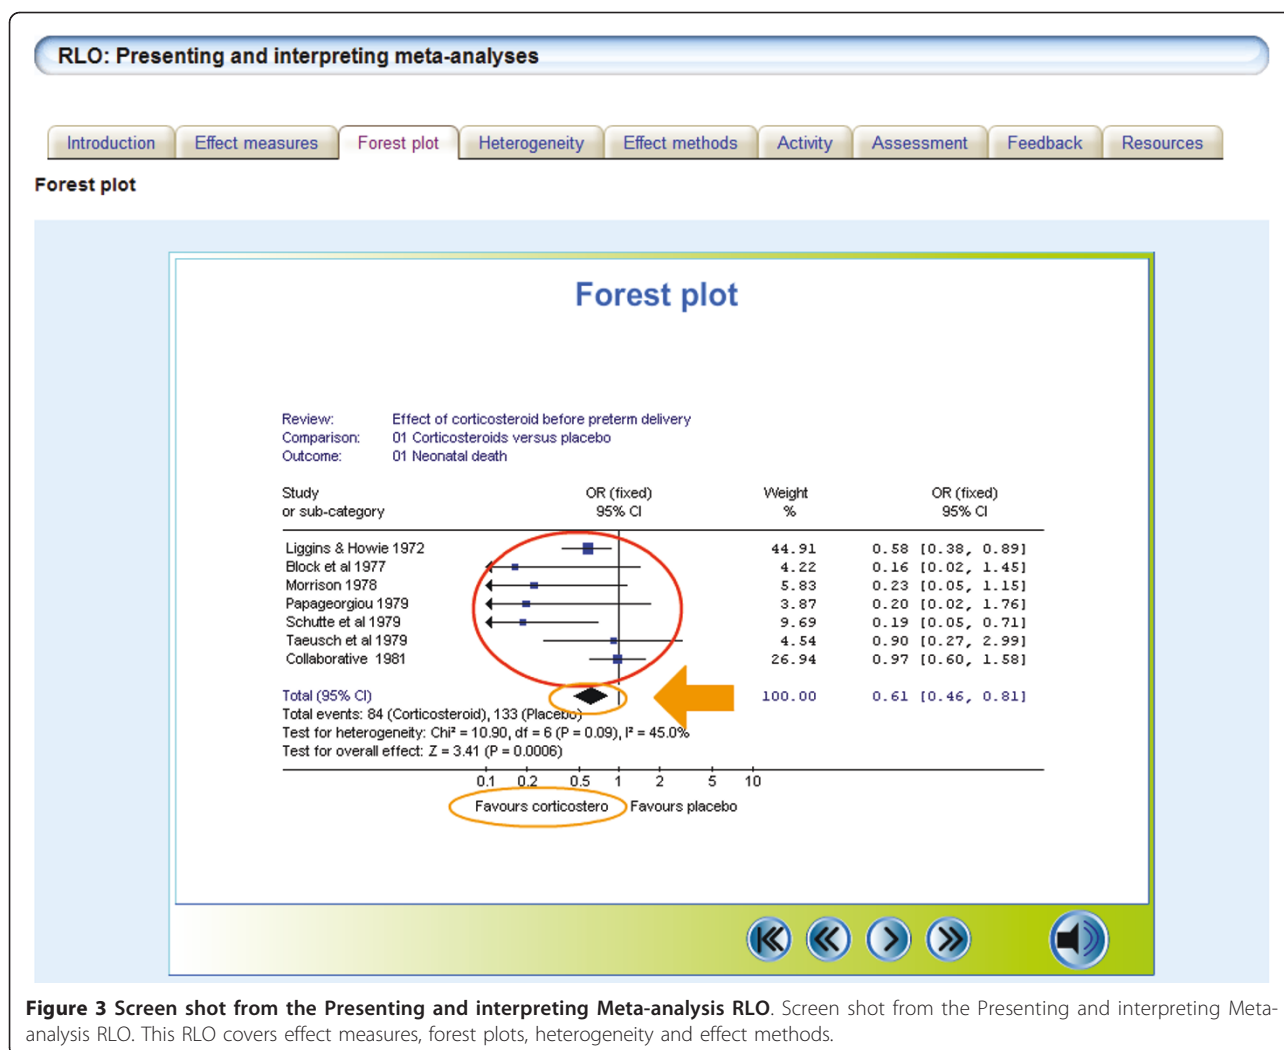 RLO: Presenting and interpreting meta-analyses
Introduction Effect measures Forest plot Heterogeneity Effect methods Activity Assessment Feedback Resources
Forest plot
Forest plot
Review: Effect of corticosteroid before preterm delivery
Comparison: 01 Corticosteroids versus placebo
Outcome: 01 Neonatal death
Study OR (fixed) Weight OR (fixed)
or sub-category 95% CI % 95% CI
Liggins & Howie 1972 44.91 0.58 [0.38, 0.89]
Block et al 1977 4.22 0.16 [0.02, 1.45]
Morrison 1978 5.83 0.23 [0.05, 1.15]
Papageorgiou 1979 3.87 0.20 [0.02, 1.76]
Schutte et al 1979 9.69 0.19 [0.05, 0.71]
Taeusch et al 1979 4.54 0.90 [0.27, 2.99]
Collaborative 1981 26.94 0.97 [0.60, 1.58]
Total (95% CI) 100.00 0.61 [0.46, 0.81]
Total events: 84 (Corticosteroid), 133 (Placebo)
Test for heterogeneity: Chi² = 10.90, df = 6 (P = 0.09), I² = 45.0%
Test for overall effect: Z = 3.41 (P = 0.0006)
0.1 0.2 0.5 1 2 5 10
Favours corticostero Favours placebo
Figure 3 Screen shot from the Presenting and interpreting Meta-analysis RLO. Screen shot from the Presenting and interpreting Meta-
analysis RLO. This RLO covers effect measures, forest plots, heterogeneity and effect methods.